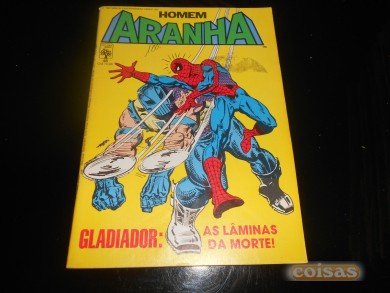 HOMEM
ARANHA
GLADIADOR: AS LÂMINAS
DA MORTE!
coisas